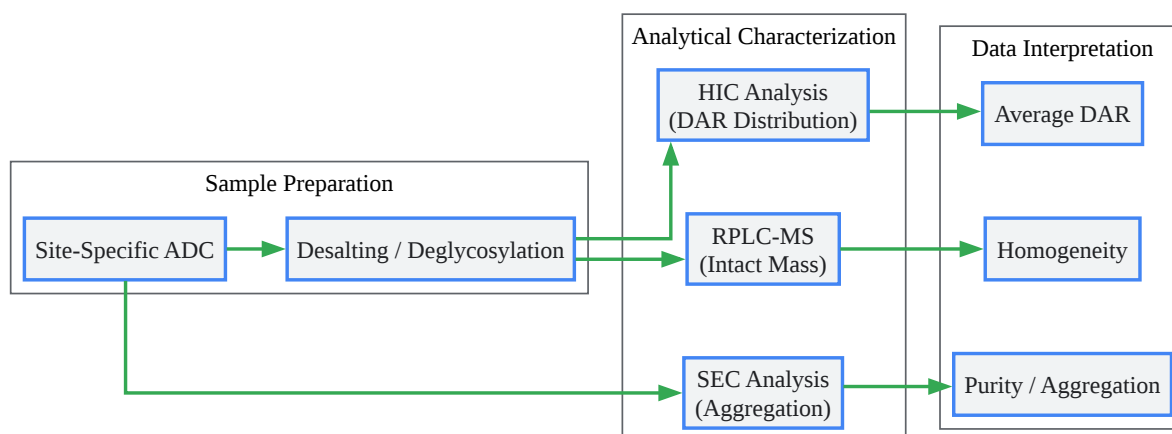 Analytical Characterization
Data Interpretation
HIC Analysis
(DAR Distribution)
Average DAR
Sample Preparation
Site-Specific ADC
Desalting / Deglycosylation
RPLC-MS
(Intact Mass)
Homogeneity
SEC Analysis
(Aggregation)
Purity / Aggregation